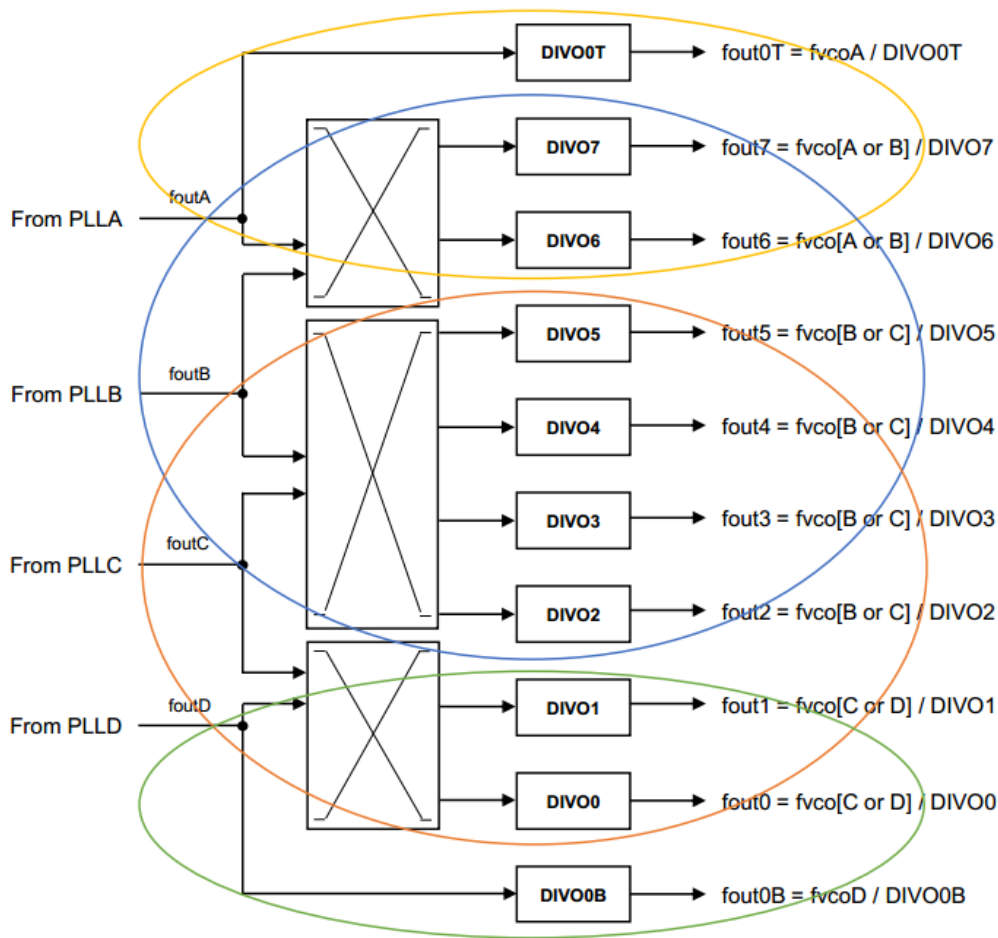 DIVO0T
fout0T = fvcoA / DIVO0T
DIVO7
fout7 = fvco[A or B] / DIVO7
foutA
From PLLA
DIVO6
fout6 = fvco[A or B] / DIVO6
DIVO5
fout5 = fvco[B or C] / DIVO5
foutB
From PLLB
DIVO4
fout4 = fvco[B or C] / DIVO4
DIVO3
fout3 = fvco[B or C] / DIVO3
foutC
From PLLC
DIVO2
fout2 = fvco[B or C] / DIVO2
foutD
From PLLD
DIVO1
fout1 = fvco[C or D] / DIVO1
DIVO0
fout0 = fvco[C or D] / DIVO0
DIVO0B
fout0B = fvcoD / DIVO0B